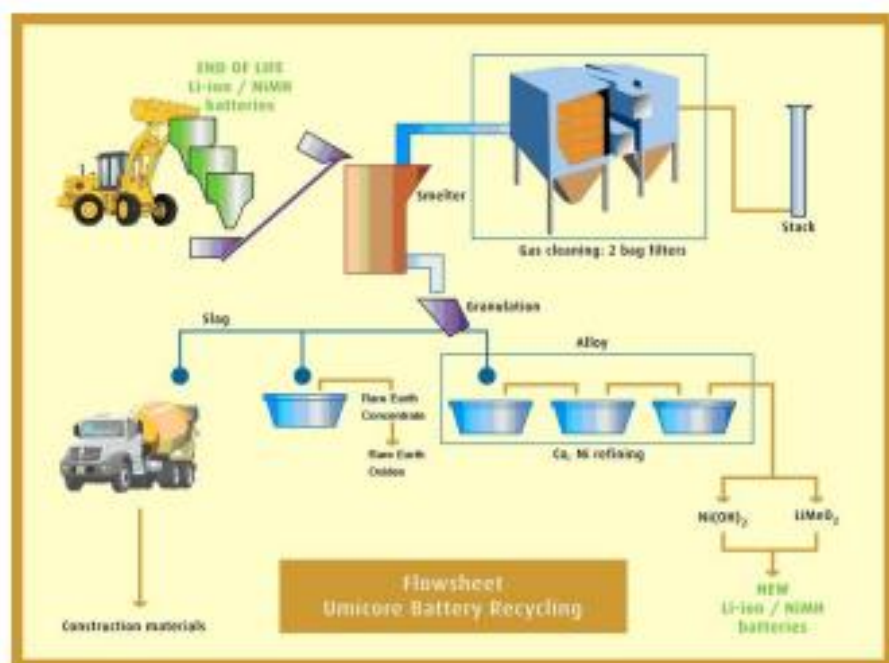 END OF LIFE
Li-ion / NiMH
batteries
Smelter
Gas cleaning: 2 bag filters
Stack
Granulation
Slag
Alloy
Rare Earth
Concentrate
Rare Earth
Oxides
Co, Ni refining
Ni(OH)2
LiMeO2
NEW
Li-ion / NiMH
batteries
Construction materials
Flowsheet
Umicore Battery Recycling